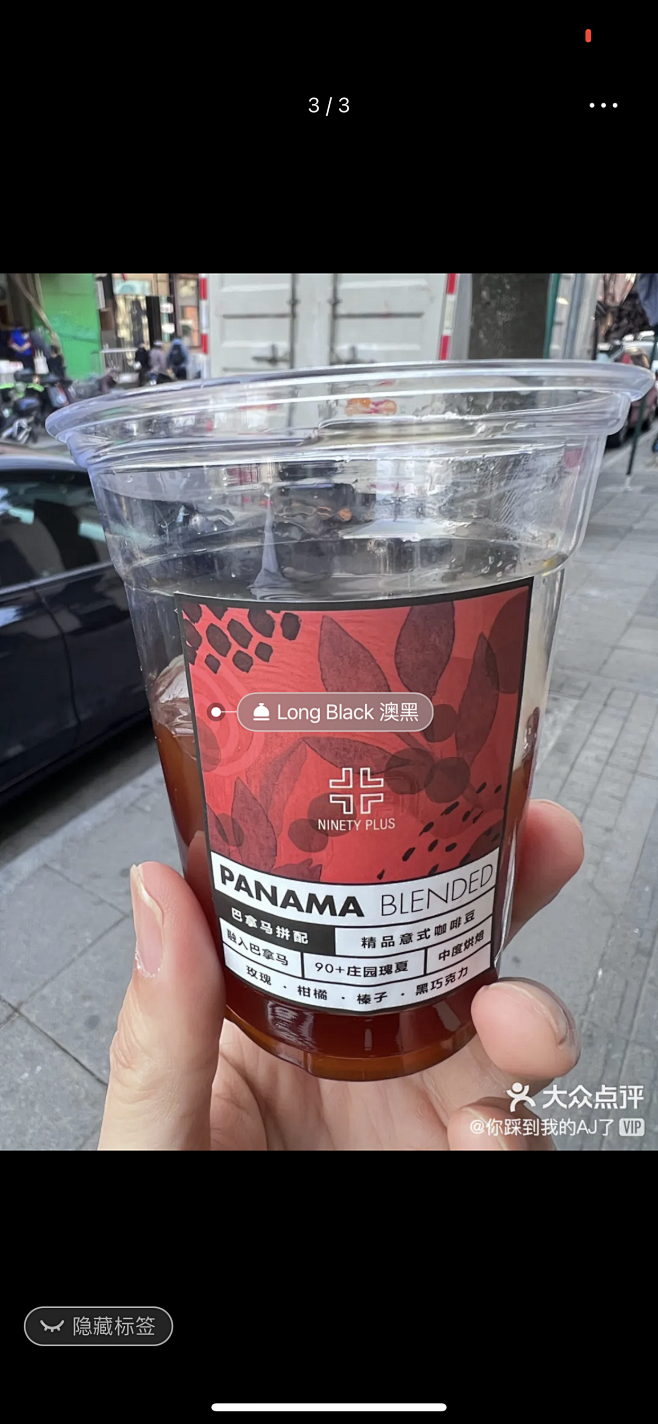 3 / 3
Long Black 澳黑
NINETY PLUS
PANAMA BLENDED
巴拿马拼配 精品意式咖啡豆
融入巴拿马 90+庄园瑰夏 中度烘焙
玫瑰 · 柑橘 · 榛子 · 黑巧克力
大众点评
@你踩到我的AJ了 VIP
隐藏标签